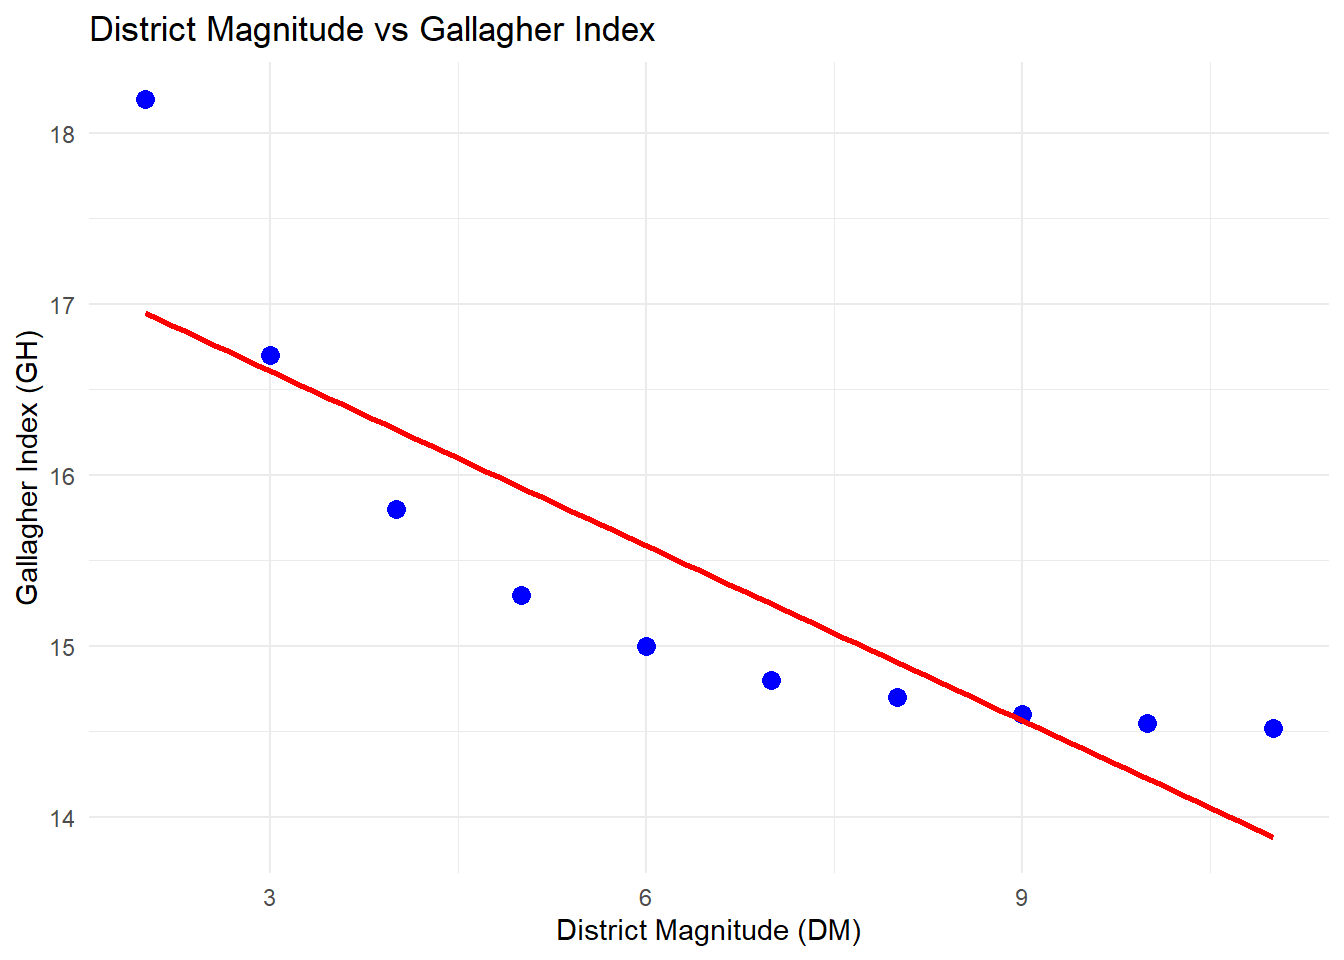 District Magnitude vs Gallagher Index
18
17
16
15
14
Gallagher Index (GH)
3 6 9
District Magnitude (DM)